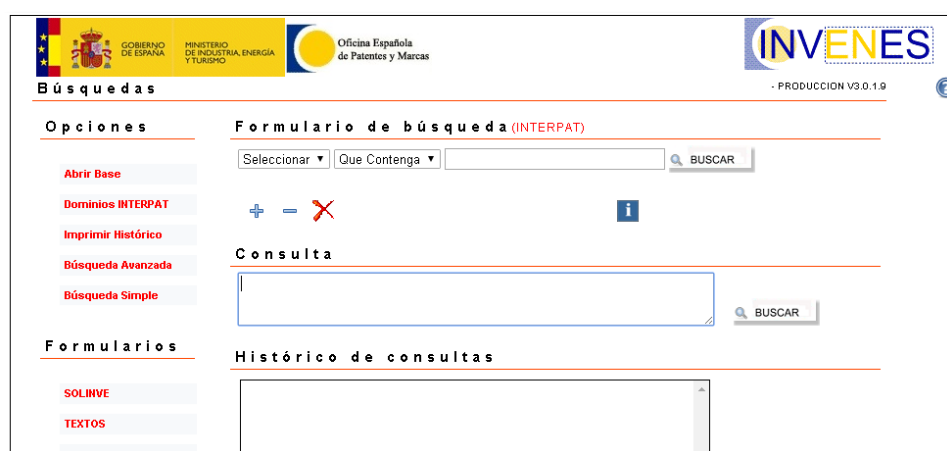 GOBIERNO
DE ESPAÑA
MINISTERIO
DE INDUSTRIA, ENERGÍA
Y TURISMO
Oficina Española
de Patentes y Marcas
INVENES
Búsquedas
- PRODUCCION V3.0.1.9
Opciones
Formulario de búsqueda (INTERPAT)
Seleccionar
Que Contenga
BUSCAR
Abrir Base
Dominios INTERPAT
Imprimir Histórico
Búsqueda Avanzada
Búsqueda Simple
Consulta
BUSCAR
Formularios
Histórico de consultas
SOLINVE
TEXTOS